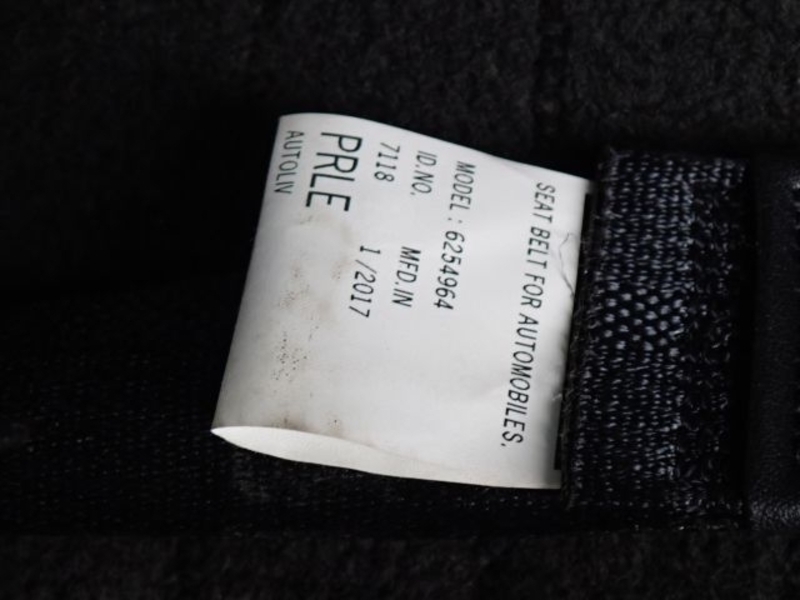 SEAT BELT FOR AUTOMOBILES.
MODEL : 6254964
ID.NO. MFD.IN
7118 1/2017
PRLE
AUTOLIV